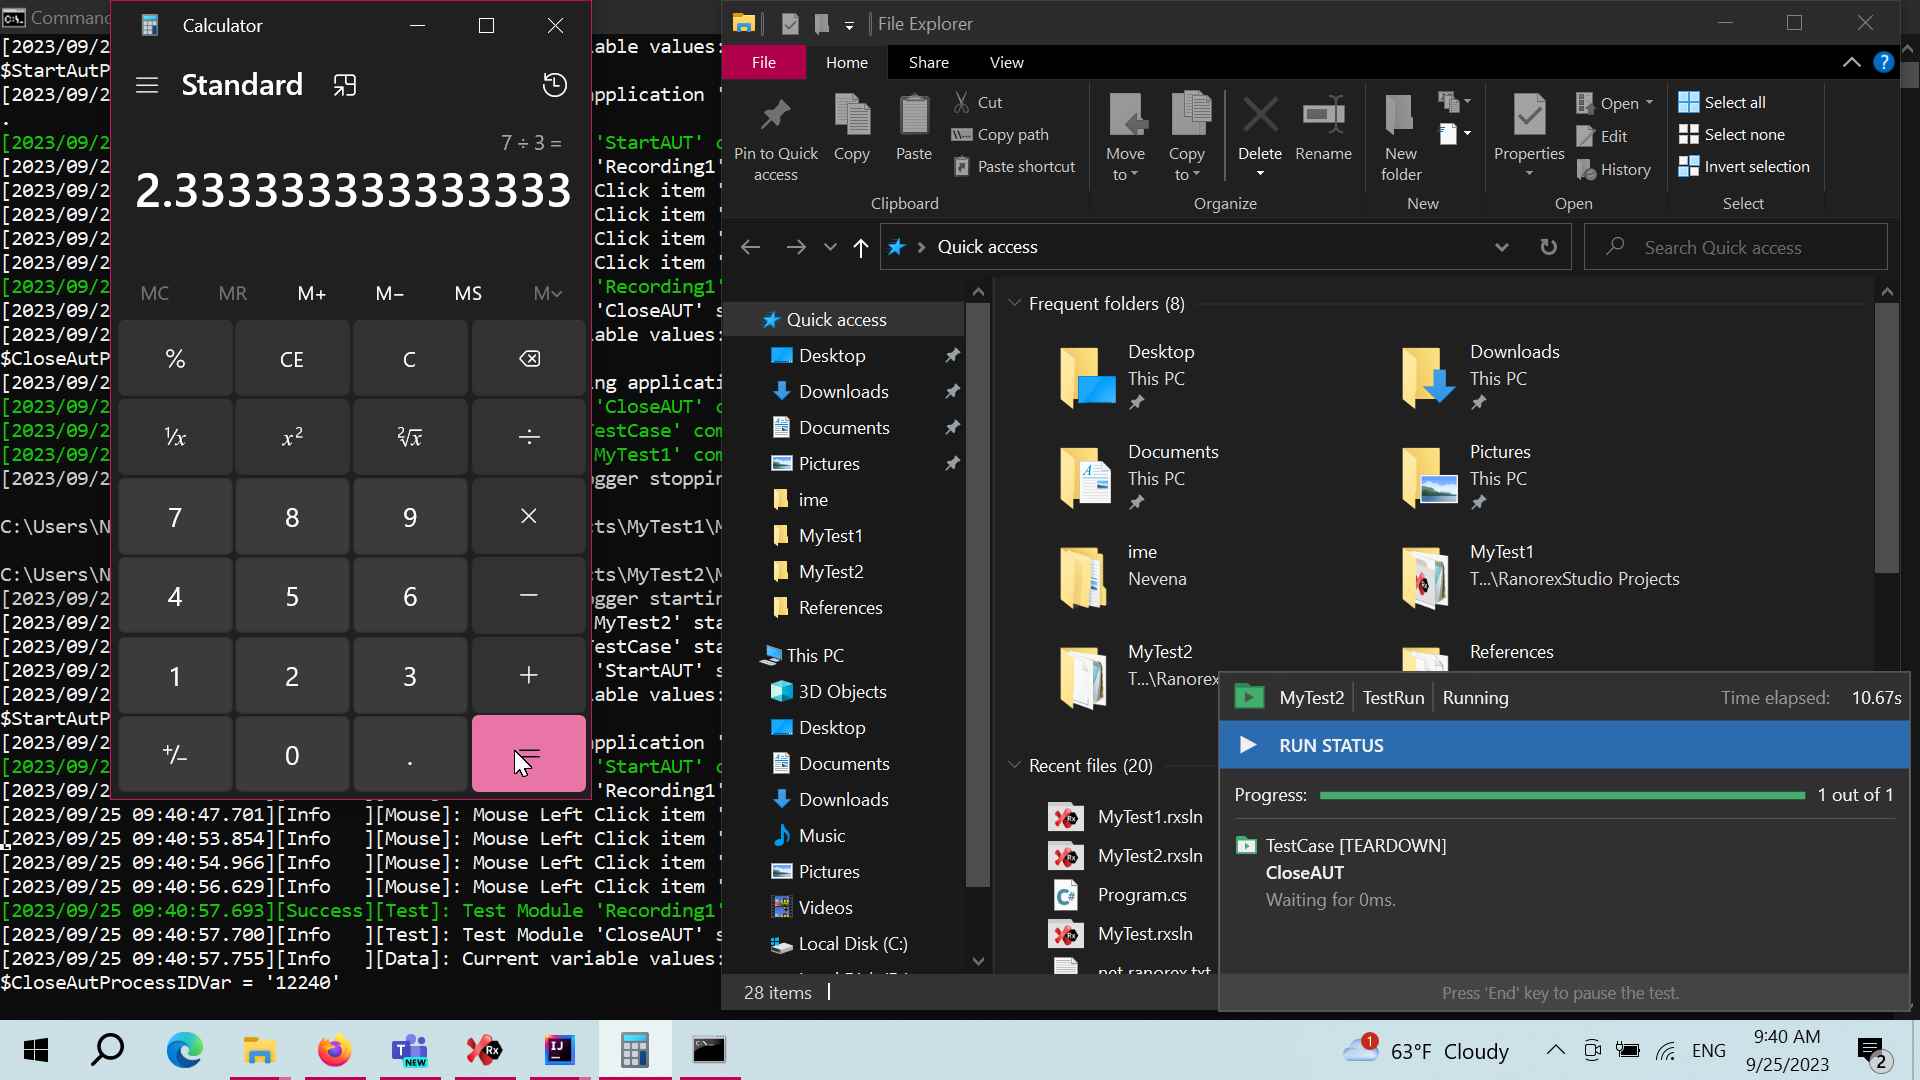 Command
Calculator
Standard
7 ÷ 3 =
2.333333333333333
MC MR M+ M− MS M
% CE C
¹/x x² ²√x ÷
7 8 9 ×
4 5 6 −
1 2 3 +
+/− 0 . =
[2023/09/2 able values:
$StartAutP
[2023/09/2 pplication '
.
[2023/09/2 'StartAUT' c
[2023/09/2 'Recording1'
[2023/09/2 Click item '
[2023/09/2 Click item '
[2023/09/2 Click item '
[2023/09/2 Click item '
[2023/09/2 'Recording1'
[2023/09/2 'CloseAUT' s
[2023/09/2 able values:
$CloseAutP
[2023/09/2 ng applicati
[2023/09/2 'CloseAUT' c
[2023/09/2 TestCase' com
[2023/09/2 MyTest1' com
[2023/09/2 gger stoppin
C:\Users\N ts\MyTest1\M
C:\Users\N ts\MyTest2\M
[2023/09/2 gger startin
[2023/09/2 MyTest2' sta
[2023/09/2 TestCase' sta
[2023/09/2 'StartAUT' s
[2023/09/2 able values:
$StartAutP
[2023/09/2 pplication '
[2023/09/2 'StartAUT' c
[2023/09/2 'Recording1'
[2023/09/25 09:40:47.701][Info   ][Mouse]: Mouse Left Click item '
[2023/09/25 09:40:53.854][Info   ][Mouse]: Mouse Left Click item '
[2023/09/25 09:40:54.966][Info   ][Mouse]: Mouse Left Click item '
[2023/09/25 09:40:56.629][Info   ][Mouse]: Mouse Left Click item '
[2023/09/25 09:40:57.693][Success][Test]: Test Module 'Recording1'
[2023/09/25 09:40:57.700][Info   ][Test]: Test Module 'CloseAUT' s
[2023/09/25 09:40:57.755][Info   ][Data]: Current variable values:
$CloseAutProcessIDVar = '12240'
File Explorer
File Home Share View
Pin to Quick access
Copy
Paste
Cut
Copy path
Paste shortcut
Clipboard
Move to
Copy to
Delete
Rename
Organize
New folder
New
Properties
Open
Edit
History
Open
Select all
Select none
Invert selection
Select
Quick access
Search Quick access
Quick access
Desktop
Downloads
Documents
Pictures
ime
MyTest1
MyTest2
References
This PC
3D Objects
Desktop
Documents
Downloads
Music
Pictures
Videos
Local Disk (C:)
Frequent folders (8)
Desktop
This PC
Downloads
This PC
Documents
This PC
Pictures
This PC
ime
Nevena
MyTest1
T...\RanorexStudio Projects
MyTest2
T...\Ranorex
References
Recent files (20)
MyTest1.rxsln
MyTest2.rxsln
Program.cs
MyTest.rxsln
net.ranorex.txt
28 items
MyTest2 TestRun Running Time elapsed: 10.67s
RUN STATUS
Progress: 1 out of 1
TestCase [TEARDOWN]
CloseAUT
Waiting for 0ms.
Press 'End' key to pause the test.
NEW
Rx
IJ
1
63°F Cloudy
ENG
9:40 AM
9/25/2023
2